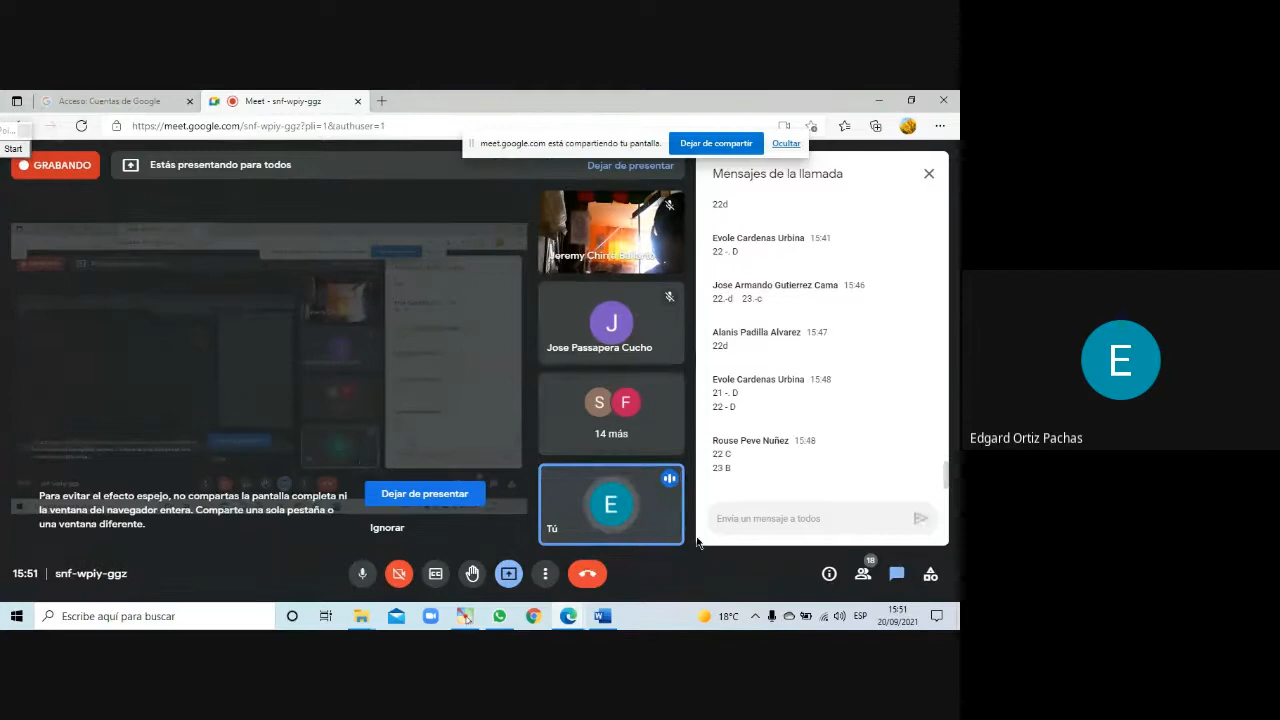 Acceso: Cuentas de Google
Meet - snf-wpiy-ggz
https://meet.google.com/snf-wpiy-ggz?pli=1&authuser=1
Start
meet.google.com está compartiendo tu pantalla.
Dejar de compartir
Ocultar
GRABANDO
Estás presentando para todos
Dejar de presentar
Mensajes de la llamada
22d
Evole Cardenas Urbina 15:41
22 -. D
Jose Armando Gutierrez Cama 15:46
22.-d 23.-c
Alanis Padilla Alvarez 15:47
22d
Evole Cardenas Urbina 15:48
21 -. D
22 - D
Rouse Peve Nuñez 15:48
22 C
23 B
Envía un mensaje a todos
Jeremy Chirre
J
Jose Passapera Cucho
S F
14 más
E
Tú
Para evitar el efecto espejo, no compartas la pantalla completa ni
la ventana del navegador entera. Comparte una sola pestaña o
una ventana diferente.
Dejar de presentar
Ignorar
15:51 | snf-wpiy-ggz
18
Escribe aquí para buscar
18°C
ESP
15:51
20/09/2021
E
Edgard Ortiz Pachas